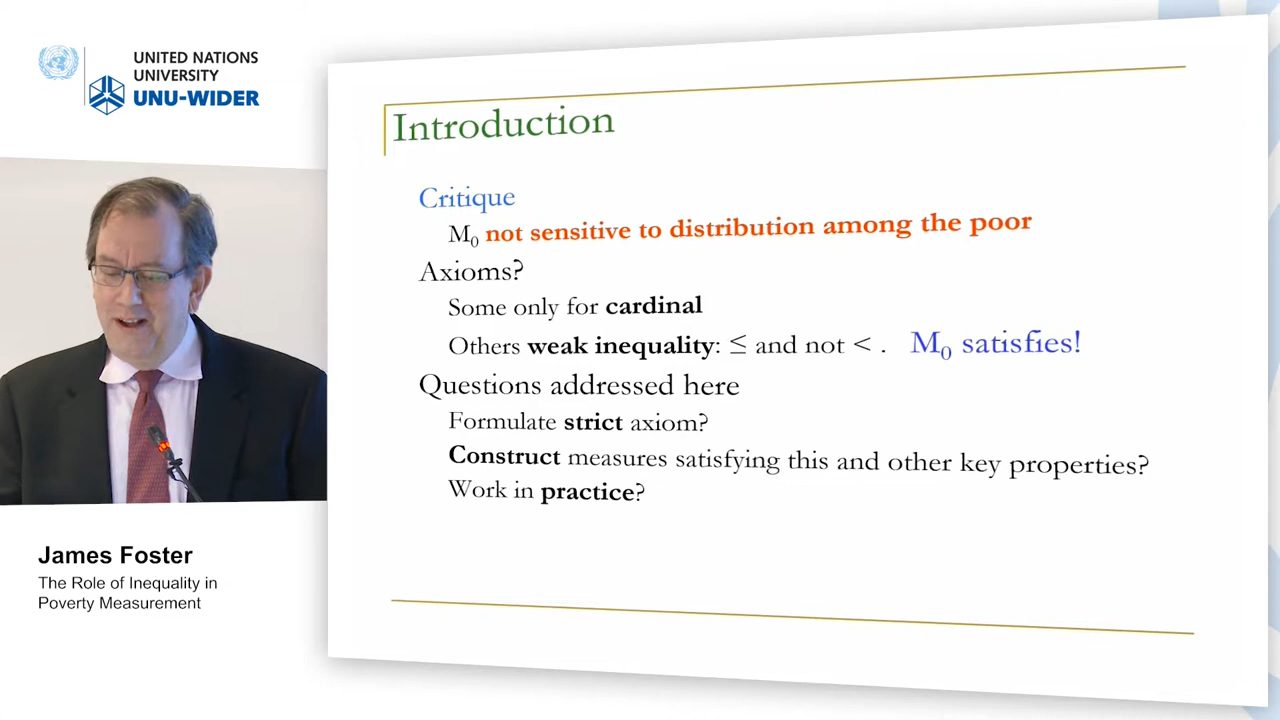 UNITED NATIONS
UNIVERSITY
UNU-WIDER
Introduction
Critique
M₀ not sensitive to distribution among the poor
Axioms?
Some only for cardinal
Others weak inequality: ≤ and not < . M₀ satisfies!
Questions addressed here
Formulate strict axiom?
Construct measures satisfying this and other key properties?
Work in practice?
James Foster
The Role of Inequality in
Poverty Measurement